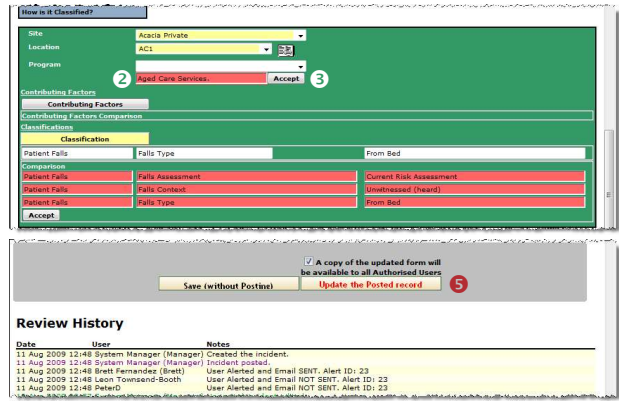 How is it Classified?
Site Acacia Private
Location AC1
Program
2 Aged Care Services. Accept 3
Contributing Factors
Contributing Factors
Contributing Factors Comparison
Classifications
Classification
Patient Falls Falls Type From Bed
Comparison
Patient Falls Falls Assessment Current Risk Assessment
Patient Falls Falls Context Unwitnessed (heard)
Patient Falls Falls Type From Bed
Accept
A copy of the updated form will
be available to all Authorised Users
Save (without Posting) Update the Posted record 5
Review History
Date User Notes
11 Aug 2009 12:48 System Manager (Manager) Created the incident.
11 Aug 2009 12:48 System Manager (Manager) Incident posted.
11 Aug 2009 12:48 Brett Fernandez (Brett) User Alerted and Email SENT. Alert ID: 23
11 Aug 2009 12:48 Leon Townsend-Booth User Alerted and Email NOT SENT. Alert ID: 23
11 Aug 2009 12:48 PeterD User Alerted and Email NOT SENT. Alert ID: 23